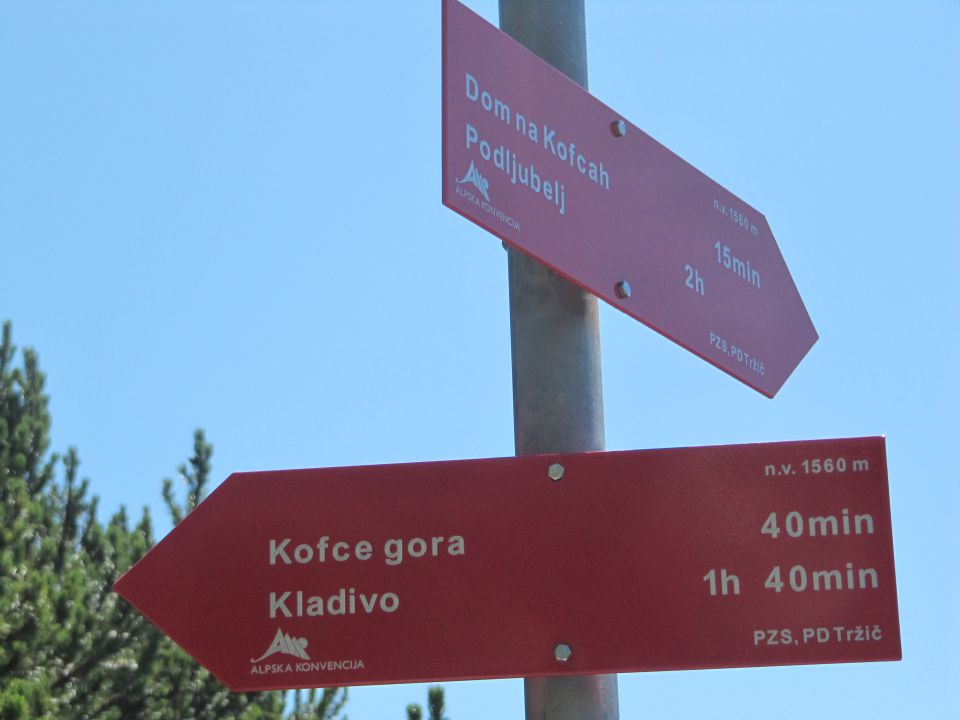 Dom na Kofcah
Podljubelj
ALPSKA KONVENCIJA
n.v. 1560 m
15min
2h
PZS, PD Tržič
n.v. 1560 m
Kofce gora 40min
Kladivo 1h 40min
ALPSKA KONVENCIJA
PZS, PD Tržič